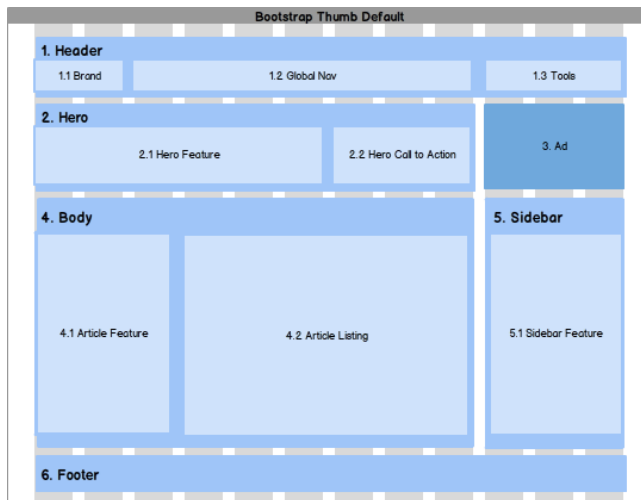 Bootstrap Thumb Default
1. Header
1.1 Brand
1.2 Global Nav
1.3 Tools
2. Hero
2.1 Hero Feature
2.2 Hero Call to Action
3. Ad
4. Body
4.1 Article Feature
4.2 Article Listing
5. Sidebar
5.1 Sidebar Feature
6. Footer